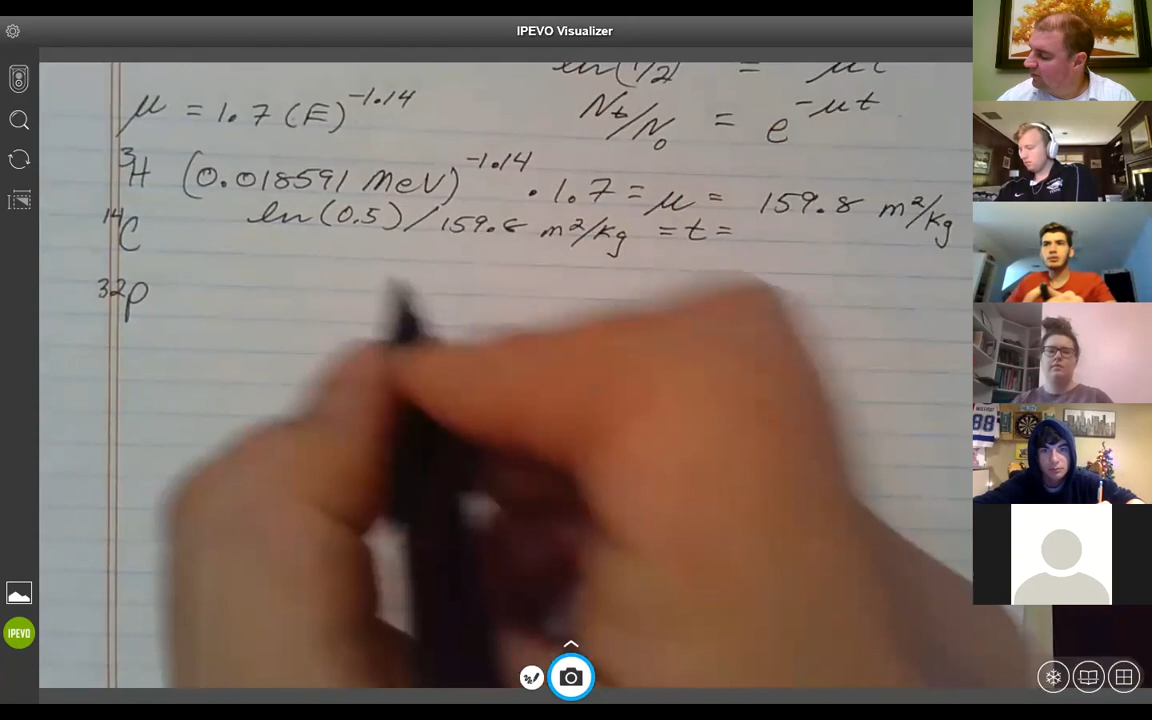 IPEVO Visualizer
ln(1/2) = μt
μ = 1.7 (E)^-1.14
Nt/N0 = e^-μt
3H (0.018591 MeV)^-1.14 · 1.7 = μ = 159.8 m²/kg
14C ln(0.5)/159.8 m²/kg = t =
32P
IPEVO
88